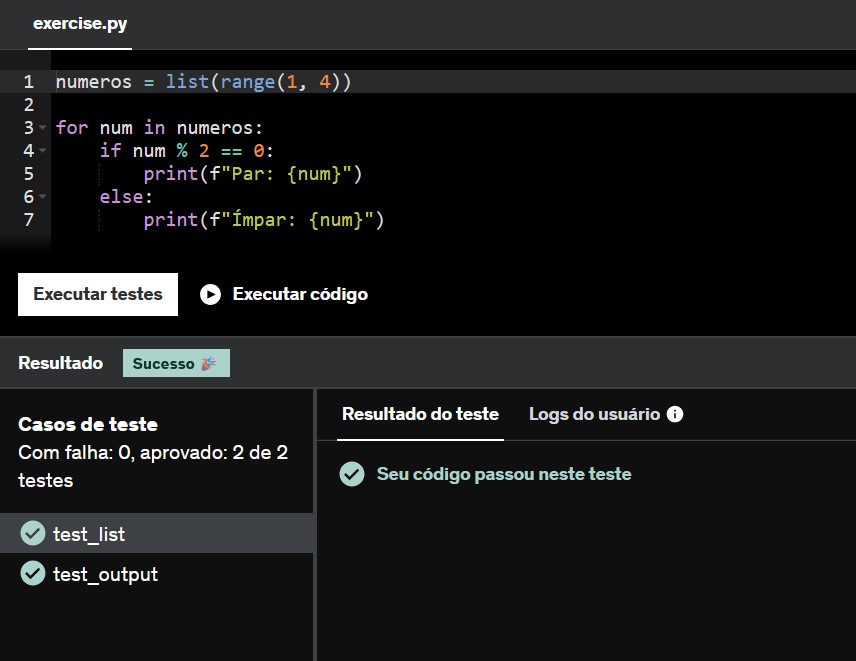 exercise.py
1 numeros = list(range(1, 4))
2
3 for num in numeros:
4     if num % 2 == 0:
5         print(f"Par: {num}")
6     else:
7         print(f"Ímpar: {num}")
Executar testes Executar código
Resultado Sucesso 🎉
Casos de teste
Com falha: 0, aprovado: 2 de 2
testes
test_list
test_output
Resultado do teste Logs do usuário
Seu código passou neste teste